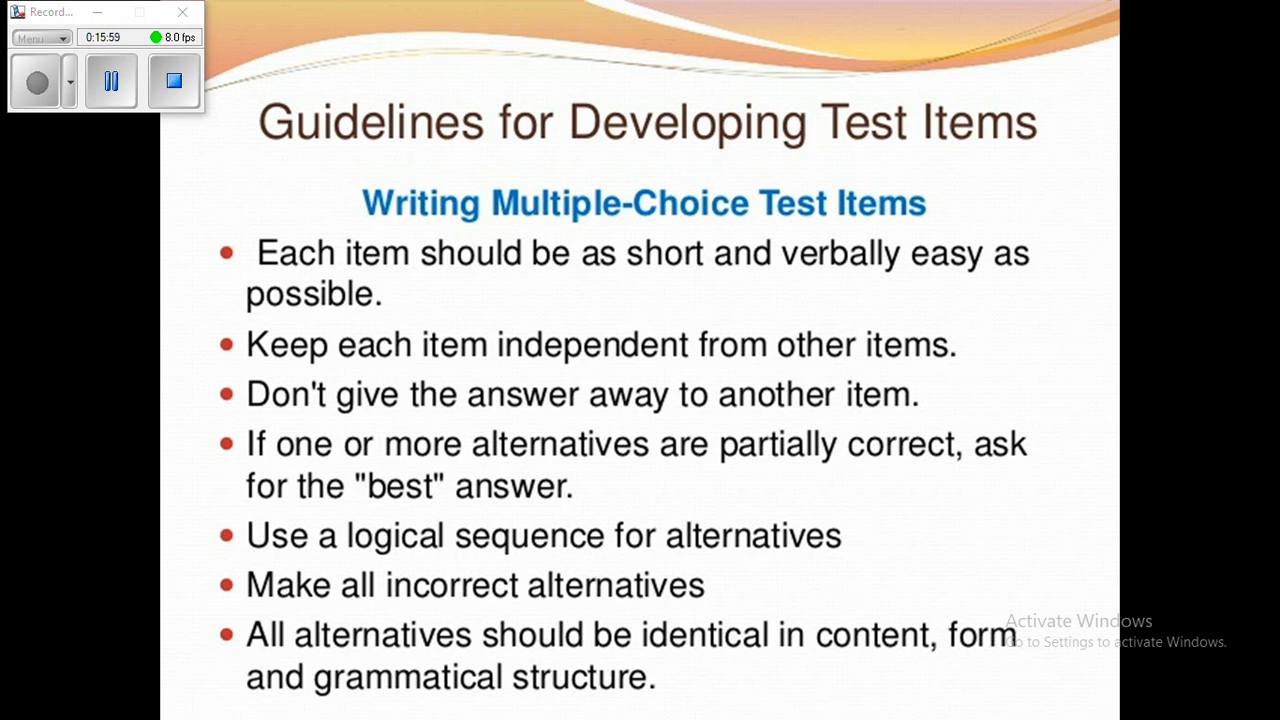 Record...
Menu
0:15:59
8.0 fps
Guidelines for Developing Test Items
Writing Multiple-Choice Test Items
Each item should be as short and verbally easy as
possible.
Keep each item independent from other items.
Don't give the answer away to another item.
If one or more alternatives are partially correct, ask
for the "best" answer.
Use a logical sequence for alternatives
Make all incorrect alternatives
All alternatives should be identical in content, form
and grammatical structure.
Activate Windows
Go to Settings to activate Windows.